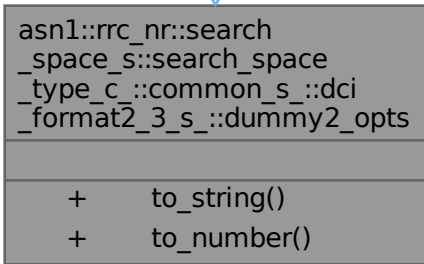 asn1::rrc_nr::search
_space_s::search_space
_type_c_::common_s_::dci
_format2_3_s_::dummy2_opts
+ to_string()
+ to_number()